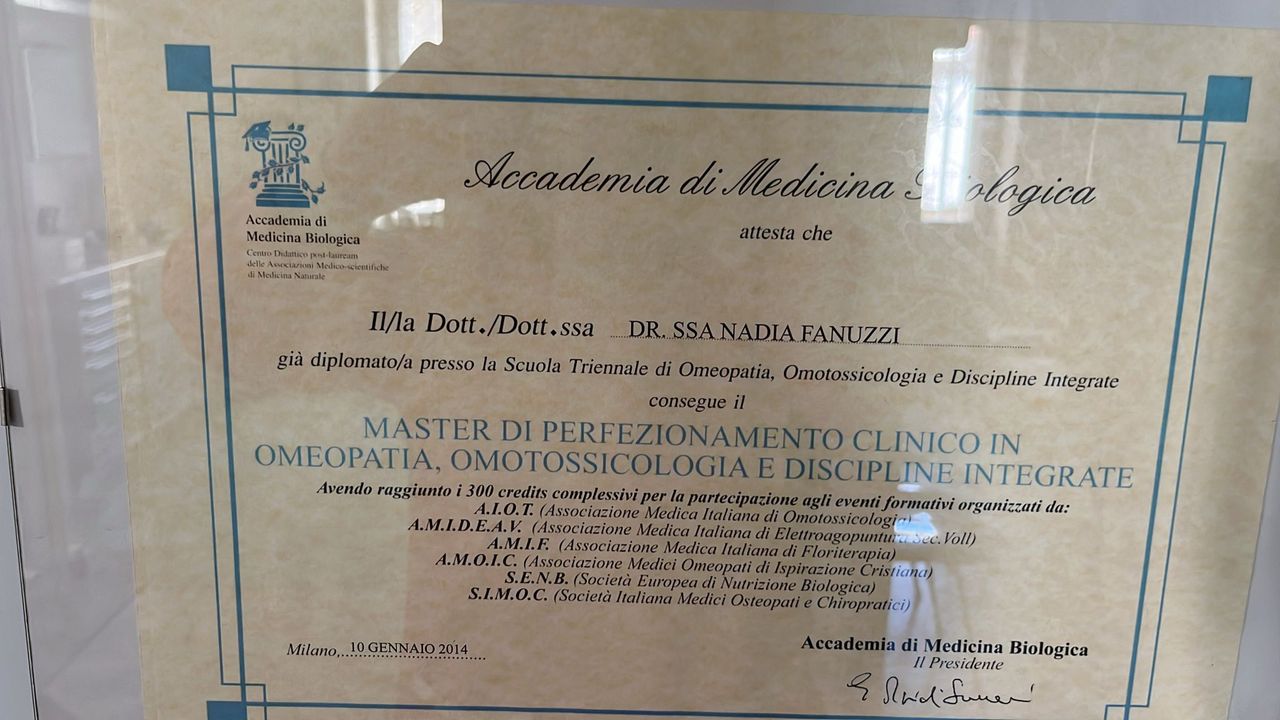 Accademia di Medicina Biologica
attesta che
Accademia di
Medicina Biologica
Centro Didattico post-lauream
delle Associazioni Medico-scientifiche
di Medicina Naturale
Il/la Dott./Dott.ssa DR. SSA NADIA FANUZZI
già diplomato/a presso la Scuola Triennale di Omeopatia, Omotossicologia e Discipline Integrate
consegue il
MASTER DI PERFEZIONAMENTO CLINICO IN
OMEOPATIA, OMOTOSSICOLOGIA E DISCIPLINE INTEGRATE
Avendo raggiunto i 300 credits complessivi per la partecipazione agli eventi formativi organizzati da:
A.I.O.T. (Associazione Medica Italiana di Omotossicologia)
A.M.I.D.E.A.V. (Associazione Medica Italiana di Elettroagopuntura Sec. Voll)
A.M.I.F. (Associazione Medica Italiana di Floriterapia)
A.M.O.I.C. (Associazione Medici Omeopati di Ispirazione Cristiana)
S.E.N.B. (Società Europea di Nutrizione Biologica)
S.I.M.O.C. (Società Italiana Medici Osteopati e Chiropratici)
Milano, 10 GENNAIO 2014
Accademia di Medicina Biologica
Il Presidente